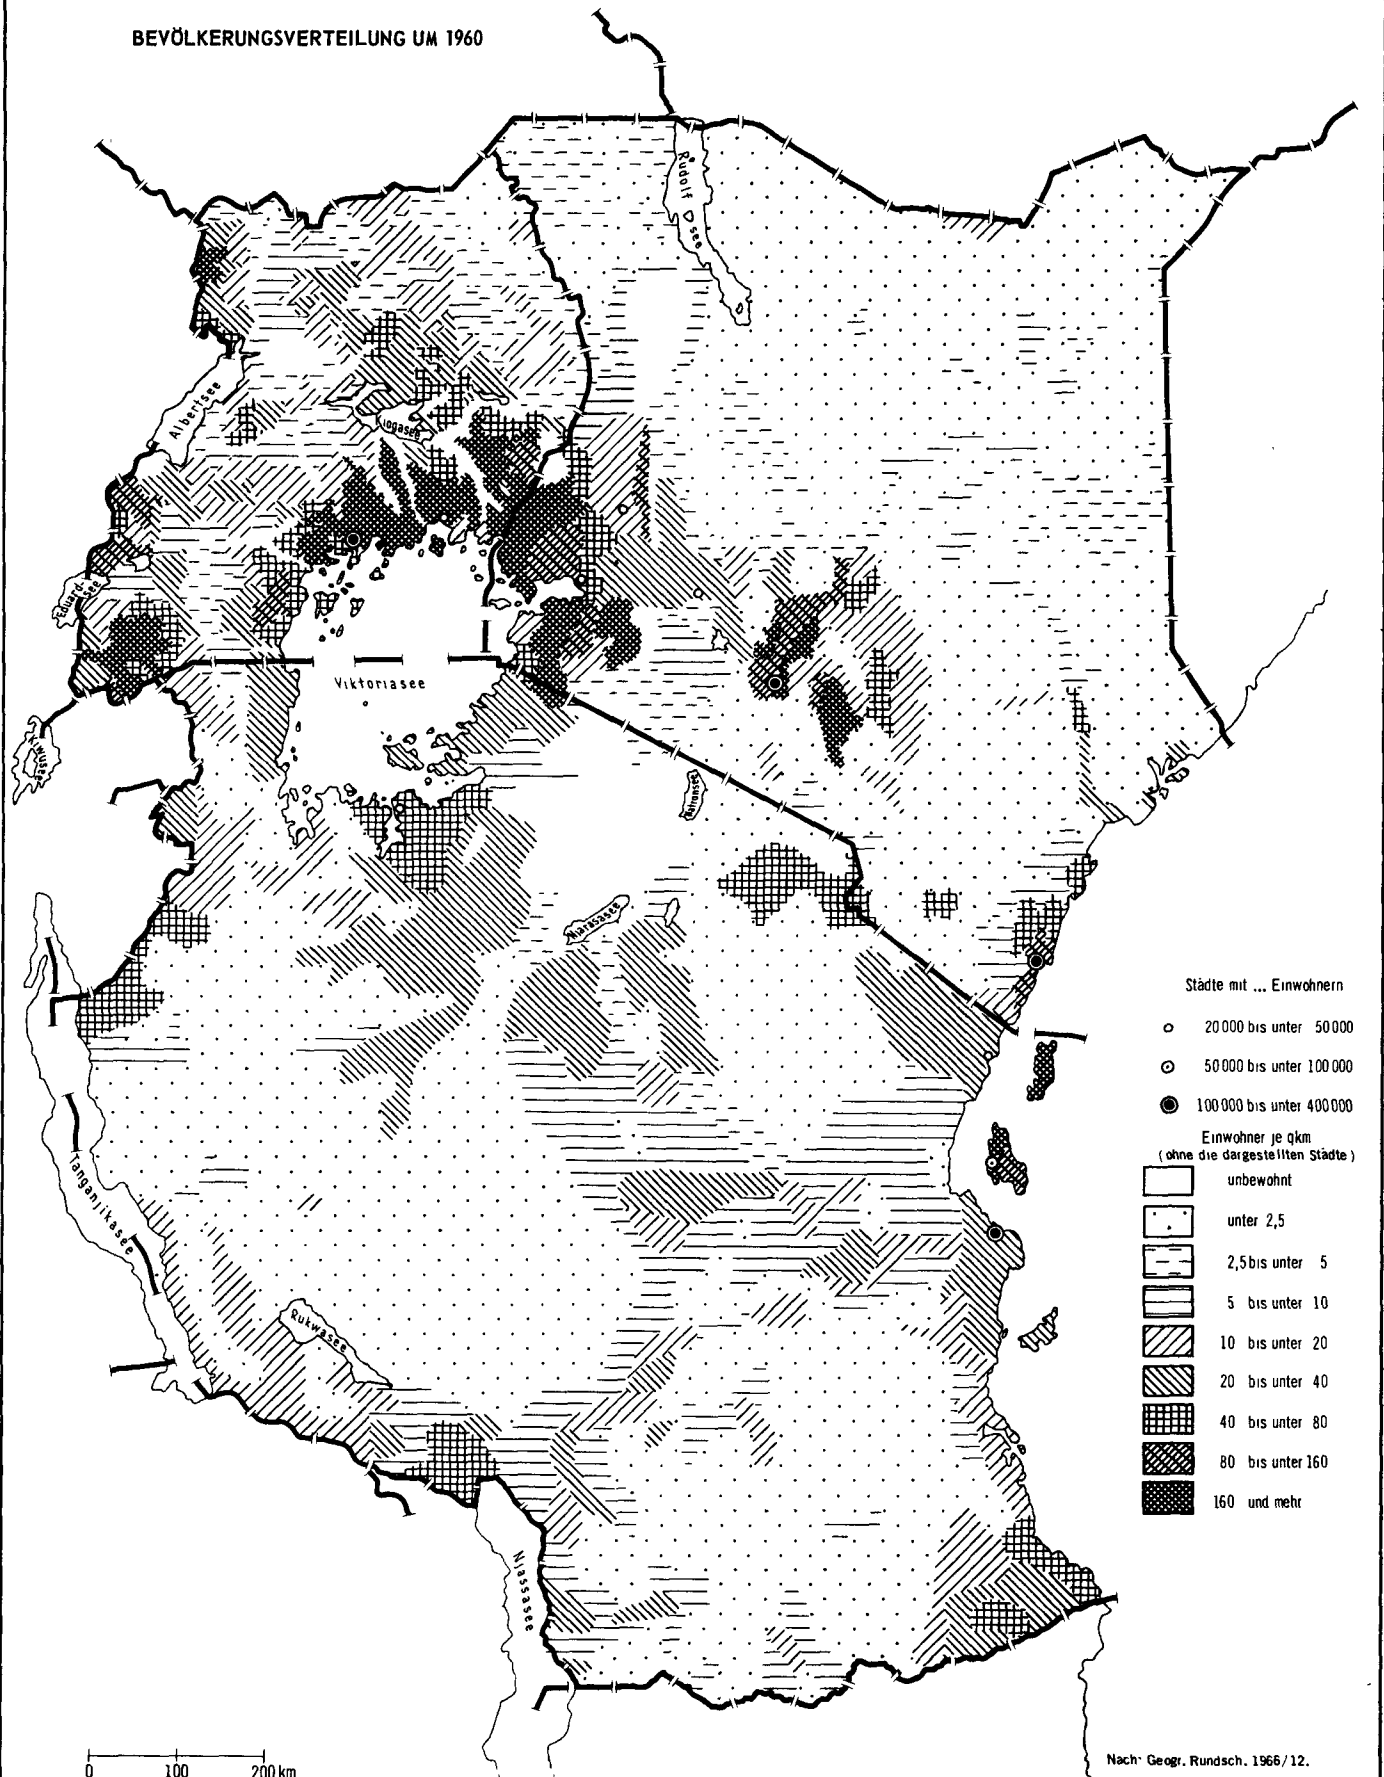 BEVÖLKERUNGSVERTEILUNG UM 1960
Rudolf see
Albertsee
Kiogasee
Eduard-
See
Viktoriasee
Kiwusee
Natronsee
Njarasasee
Tanganjikasee
Rukwasee
Njassasee
Städte mit ... Einwohnern
20 000 bis unter 50 000
50 000 bis unter 100 000
100 000 bis unter 400 000
Einwohner je qkm
(ohne die dargestellten Städte)
unbewohnt
unter 2,5
2,5 bis unter 5
5 bis unter 10
10 bis unter 20
20 bis unter 40
40 bis unter 80
80 bis unter 160
160 und mehr
0 100 200 km
Nach: Geogr. Rundsch. 1966/12.